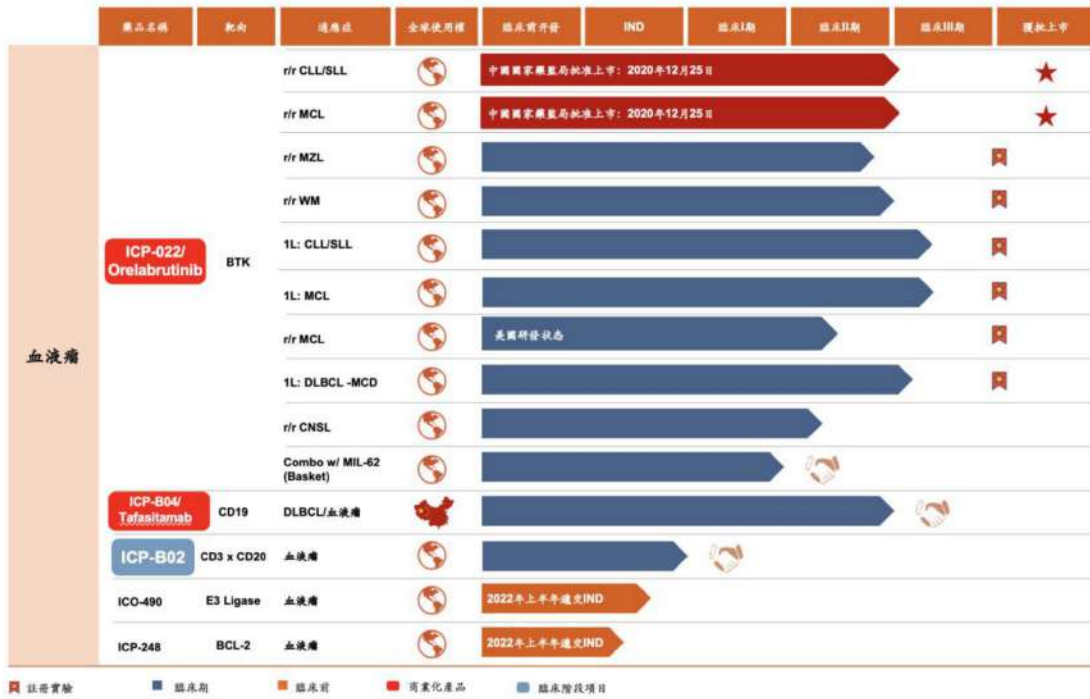 藥品名稱 靶向 適應症 全球使用權 臨床前開發 IND 臨床I期 臨床II期 臨床III期 獲批上市
血液瘤
ICP-022/
Orelabrutinib
BTK
r/r CLL/SLL 中國國家藥監局批准上市：2020年12月25日
r/r MCL 中國國家藥監局批准上市：2020年12月25日
r/r MZL
r/r WM
1L: CLL/SLL
1L: MCL
r/r MCL 美國研發狀态
1L: DLBCL -MCD
r/r CNSL
Combo w/ MIL-62
(Basket)
ICP-B04/
Tafasitamab
CD19 DLBCL/血液瘤
ICP-B02 CD3 x CD20 血液瘤
ICO-490 E3 Ligase 血液瘤 2022年上半年遞交IND
ICP-248 BCL-2 血液瘤 2022年上半年遞交IND
註冊實驗 臨床期 臨床前 商業化產品 臨床階段項目